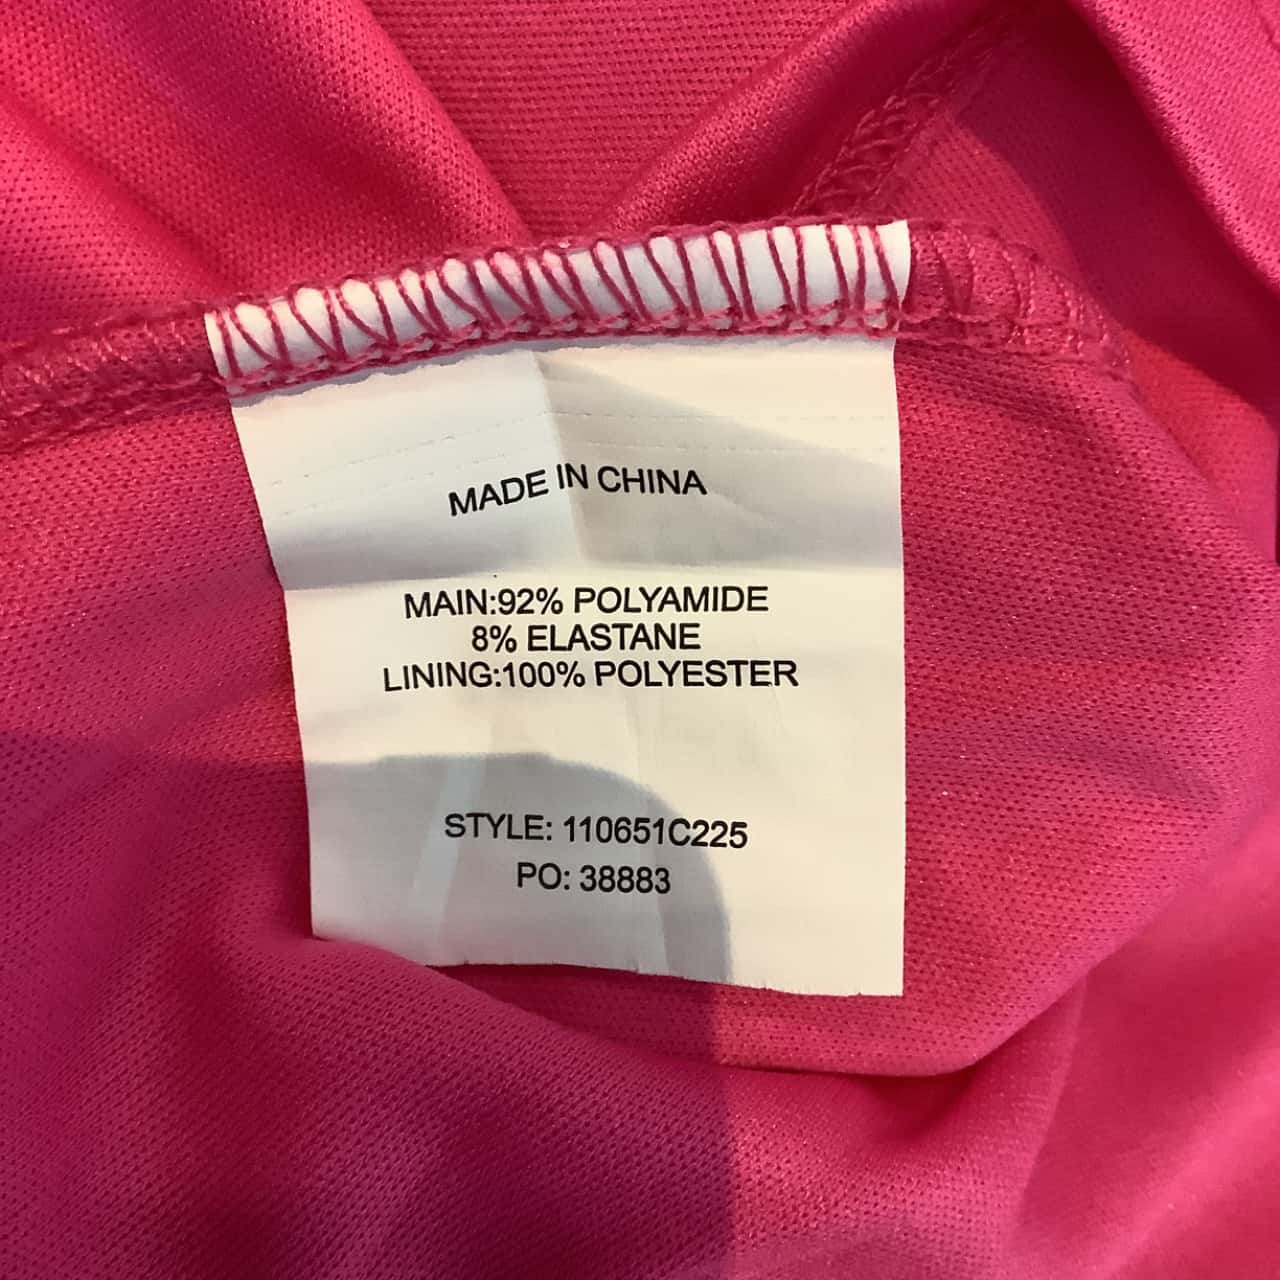 MADE IN CHINA
MAIN:92% POLYAMIDE
8% ELASTANE
LINING:100% POLYESTER
STYLE: 110651C225
PO: 38883